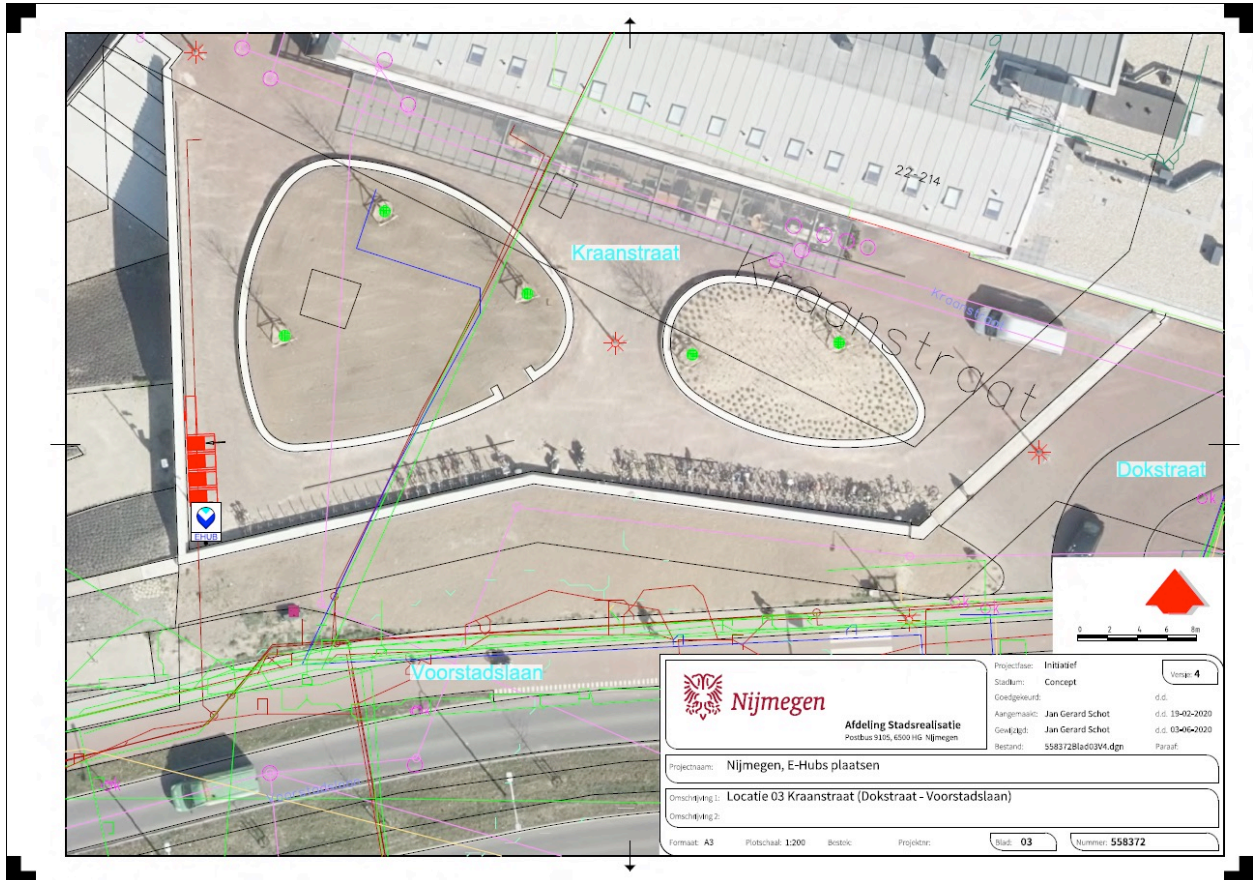 22-214
Kraanstraat
Kraanstraat
Kraanstraat
Dokstraat
EHUB
k
k
k
0 2 4 6 8m
Voorstadslaan
Nijmegen
Afdeling Stadsrealisatie
Postbus 9105, 6500 HG Nijmegen
Projectfase: Initiatief
Versie: 4
Stadium: Concept
Goedgekeurd: d.d.
Aangemaakt: Jan Gerard Schot d.d. 19-02-2020
Gewijzigd: Jan Gerard Schot d.d. 03-06-2020
Bestand: 558372Blad03V4.dgn Paraaf:
Projectnaam: Nijmegen, E-Hubs plaatsen
Omschrijving 1: Locatie 03 Kraanstraat (Dokstraat - Voorstadslaan)
Omschrijving 2:
Formaat: A3 Plotschaal: 1:200 Bestek: Projektnr: Blad: 03 Nummer: 558372